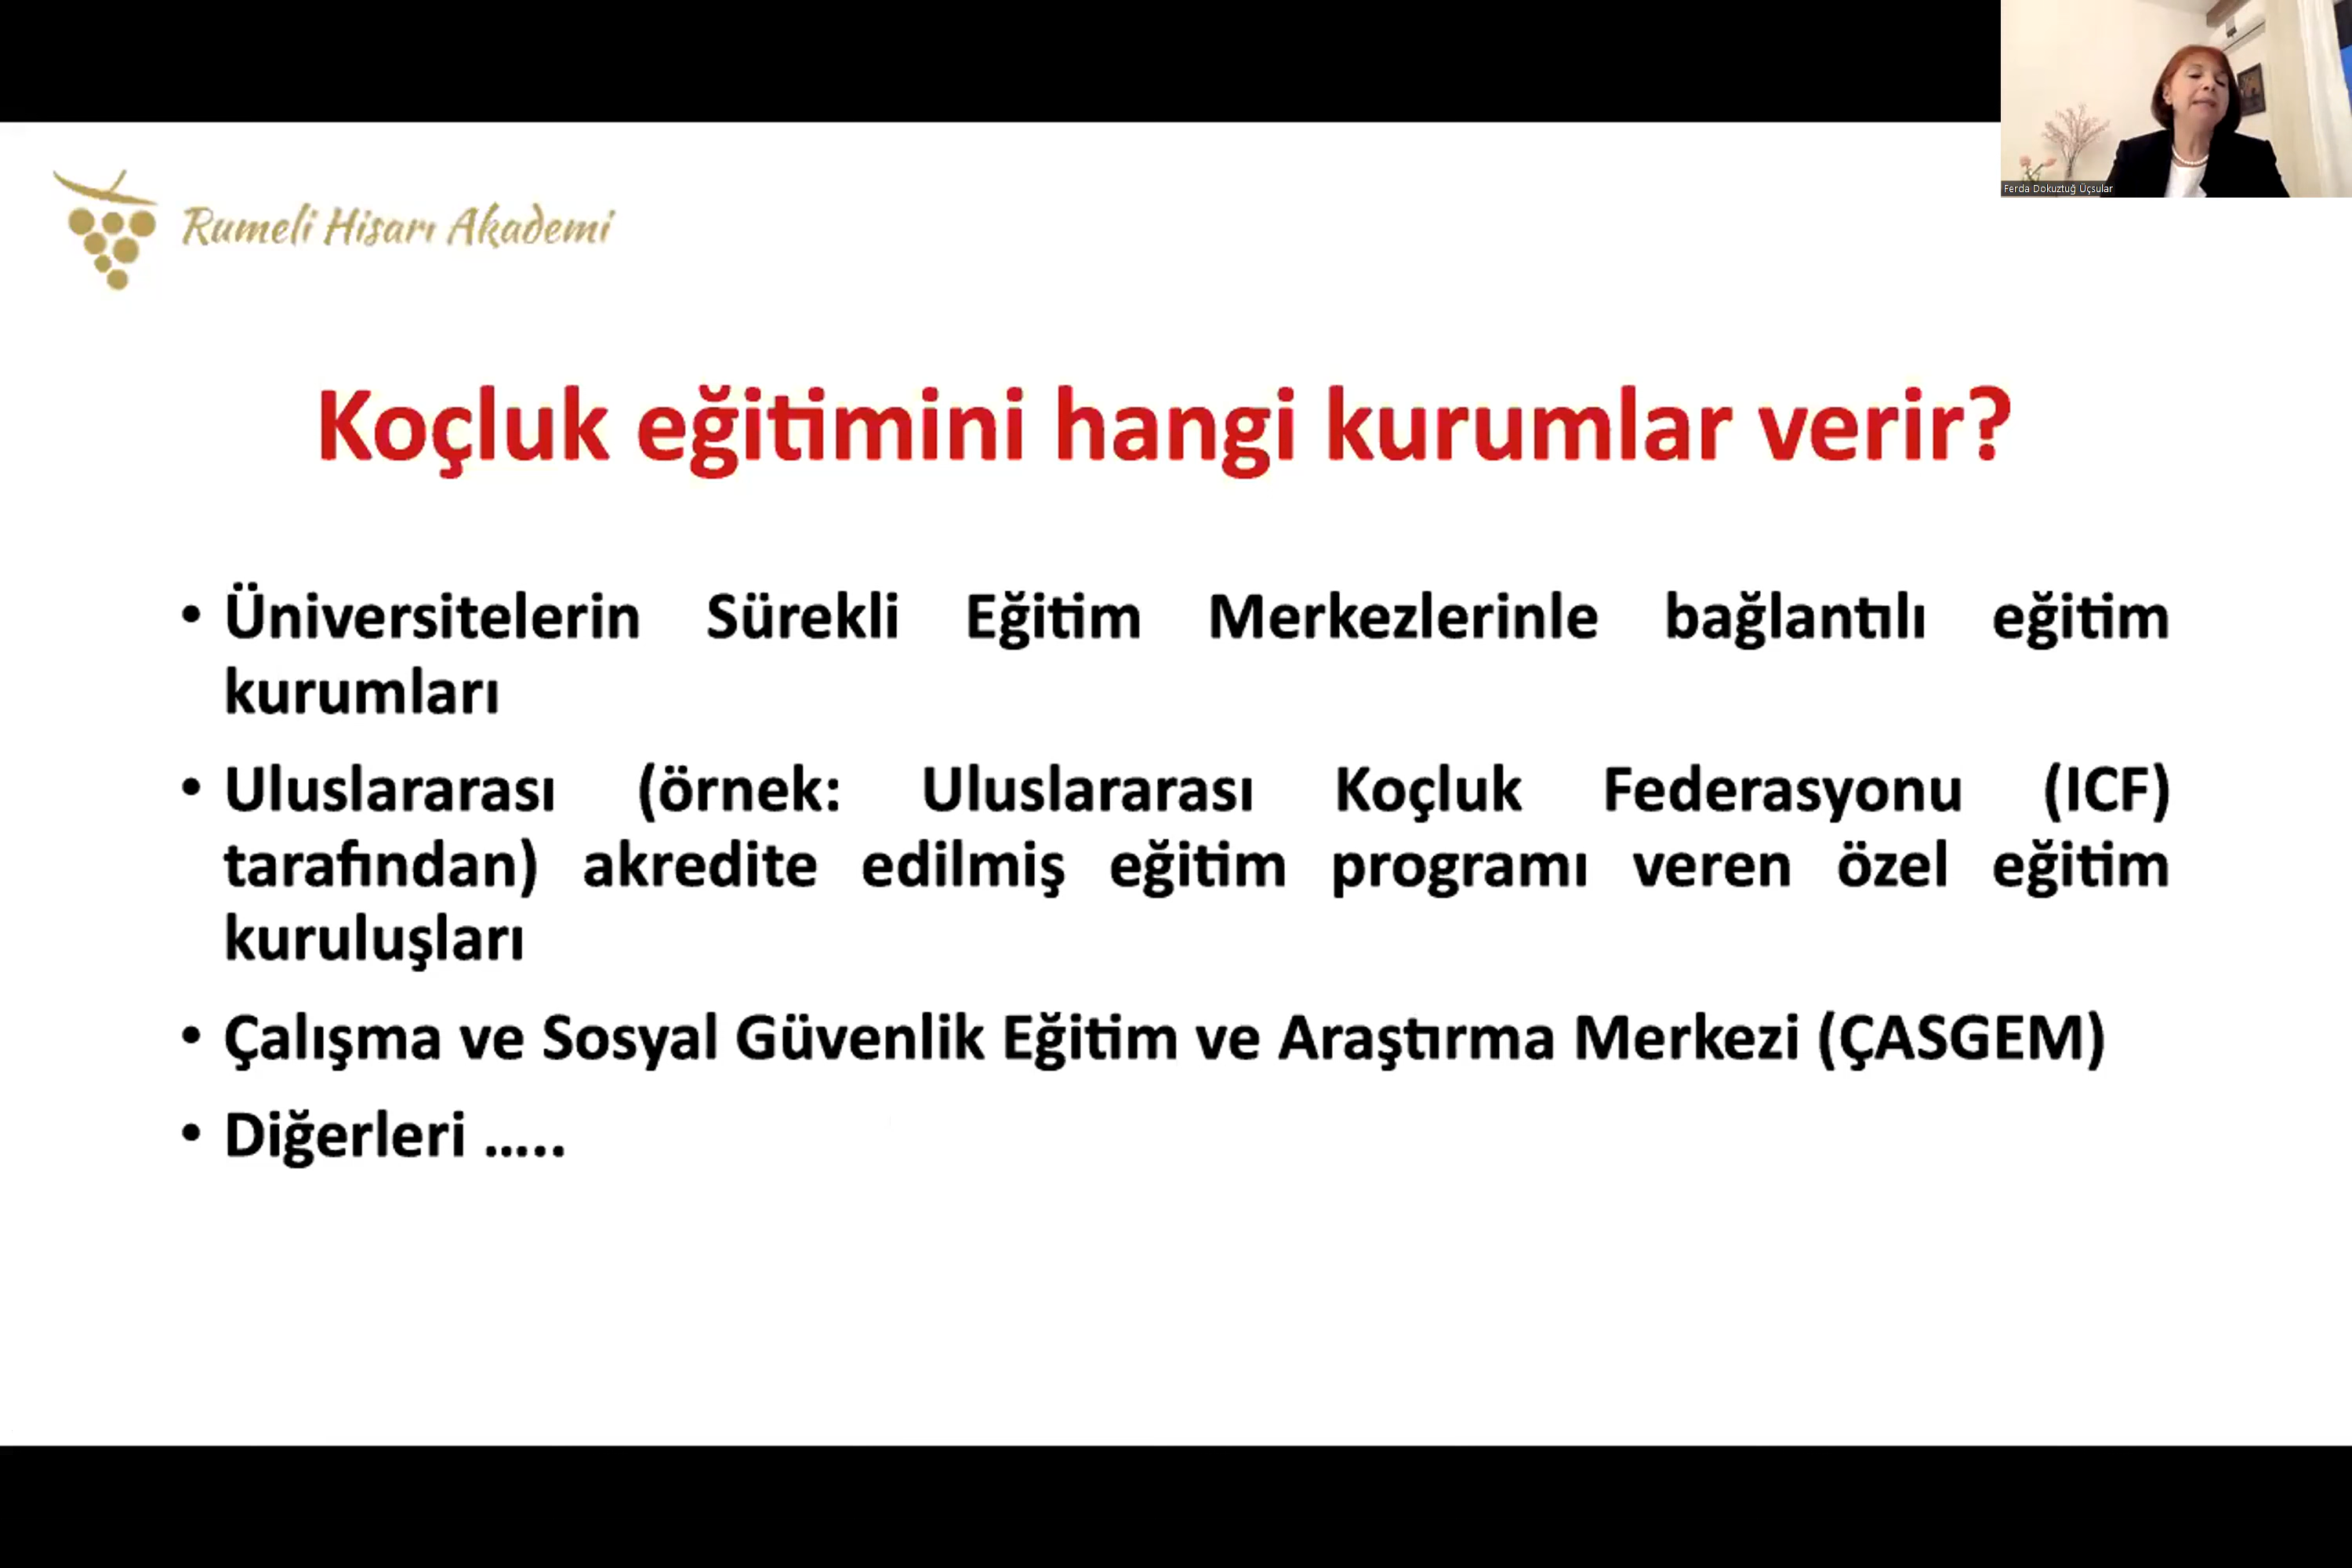 Ferda Dokuztuğ Üçsular
Rumeli Hisarı Akademi
Koçluk eğitimini hangi kurumlar verir?
• Üniversitelerin Sürekli Eğitim Merkezlerinle bağlantılı eğitim
kurumları
• Uluslararası (örnek: Uluslararası Koçluk Federasyonu (ICF)
tarafından) akredite edilmiş eğitim programı veren özel eğitim
kuruluşları
• Çalışma ve Sosyal Güvenlik Eğitim ve Araştırma Merkezi (ÇASGEM)
• Diğerleri .....